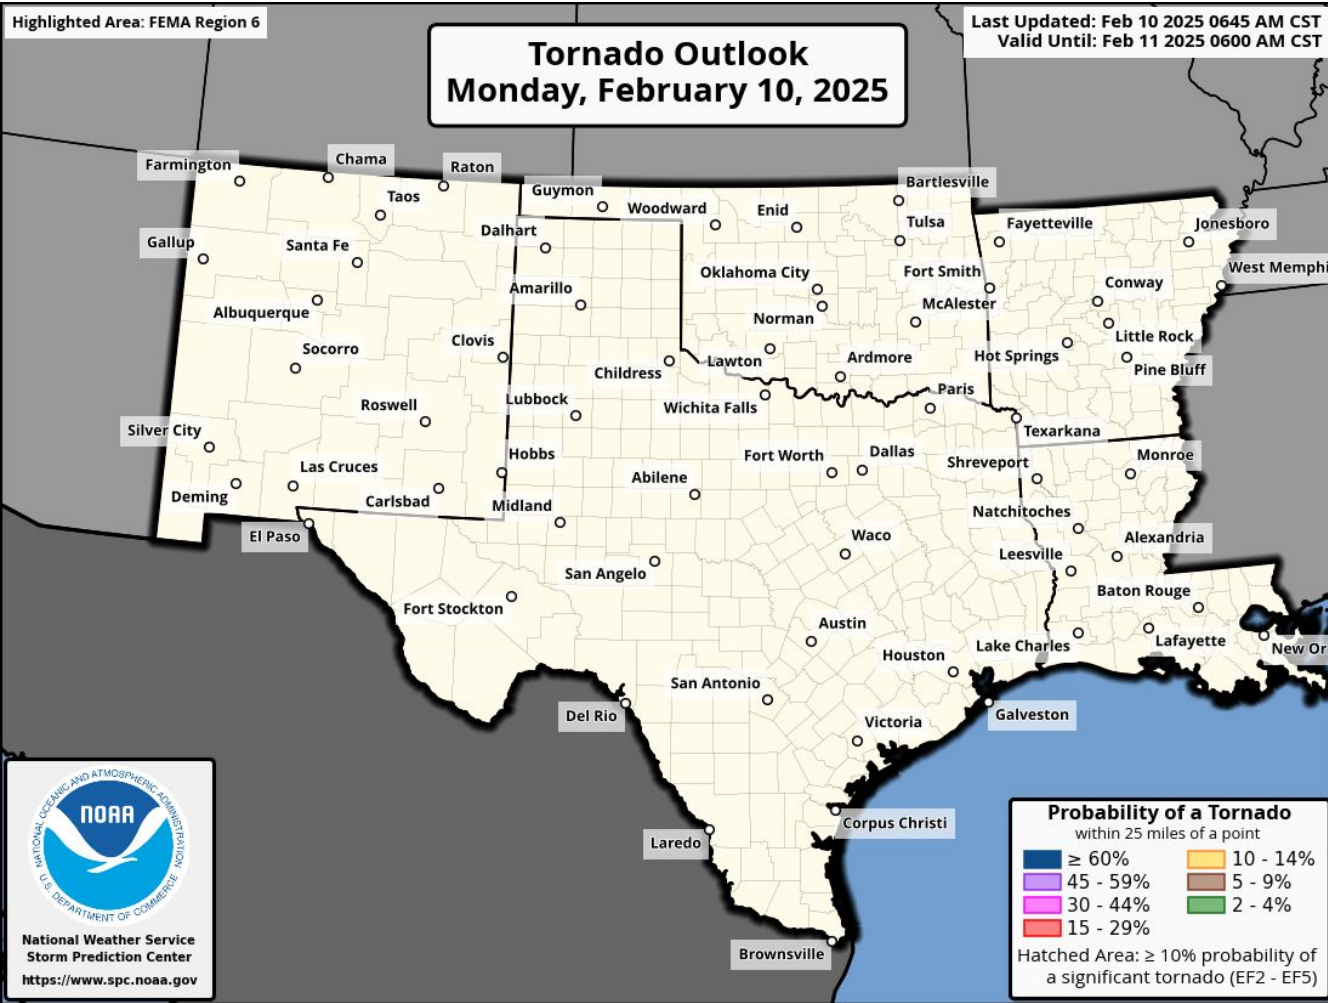 Highlighted Area: FEMA Region 6
Last Updated: Feb 10 2025 0645 AM CST
Valid Until: Feb 11 2025 0600 AM CST
Tornado Outlook
Monday, February 10, 2025
Farmington
Chama
Raton
Taos
Guymon
Woodward
Enid
Bartlesville
Tulsa
Fayetteville
Jonesboro
Gallup
Santa Fe
Dalhart
Oklahoma City
Fort Smith
West Memphi
Albuquerque
Amarillo
Norman
McAlester
Conway
Socorro
Clovis
Childress
Lawton
Ardmore
Hot Springs
Little Rock
Pine Bluff
Roswell
Lubbock
Wichita Falls
Paris
Silver City
Texarkana
Las Cruces
Hobbs
Abilene
Fort Worth
Dallas
Shreveport
Monroe
Deming
Carlsbad
Midland
Natchitoches
El Paso
Waco
Leesville
Alexandria
San Angelo
Baton Rouge
Fort Stockton
Austin
Lake Charles
Lafayette
New Or
Houston
San Antonio
Del Rio
Victoria
Galveston
Laredo
Corpus Christi
Brownsville
NATIONAL OCEANIC AND ATMOSPHERIC ADMINISTRATION
NOAA
U.S. DEPARTMENT OF COMMERCE
National Weather Service
Storm Prediction Center
https://www.spc.noaa.gov
Probability of a Tornado
within 25 miles of a point
≥ 60% 10 - 14%
45 - 59% 5 - 9%
30 - 44% 2 - 4%
15 - 29%
Hatched Area: ≥ 10% probability of
a significant tornado (EF2 - EF5)